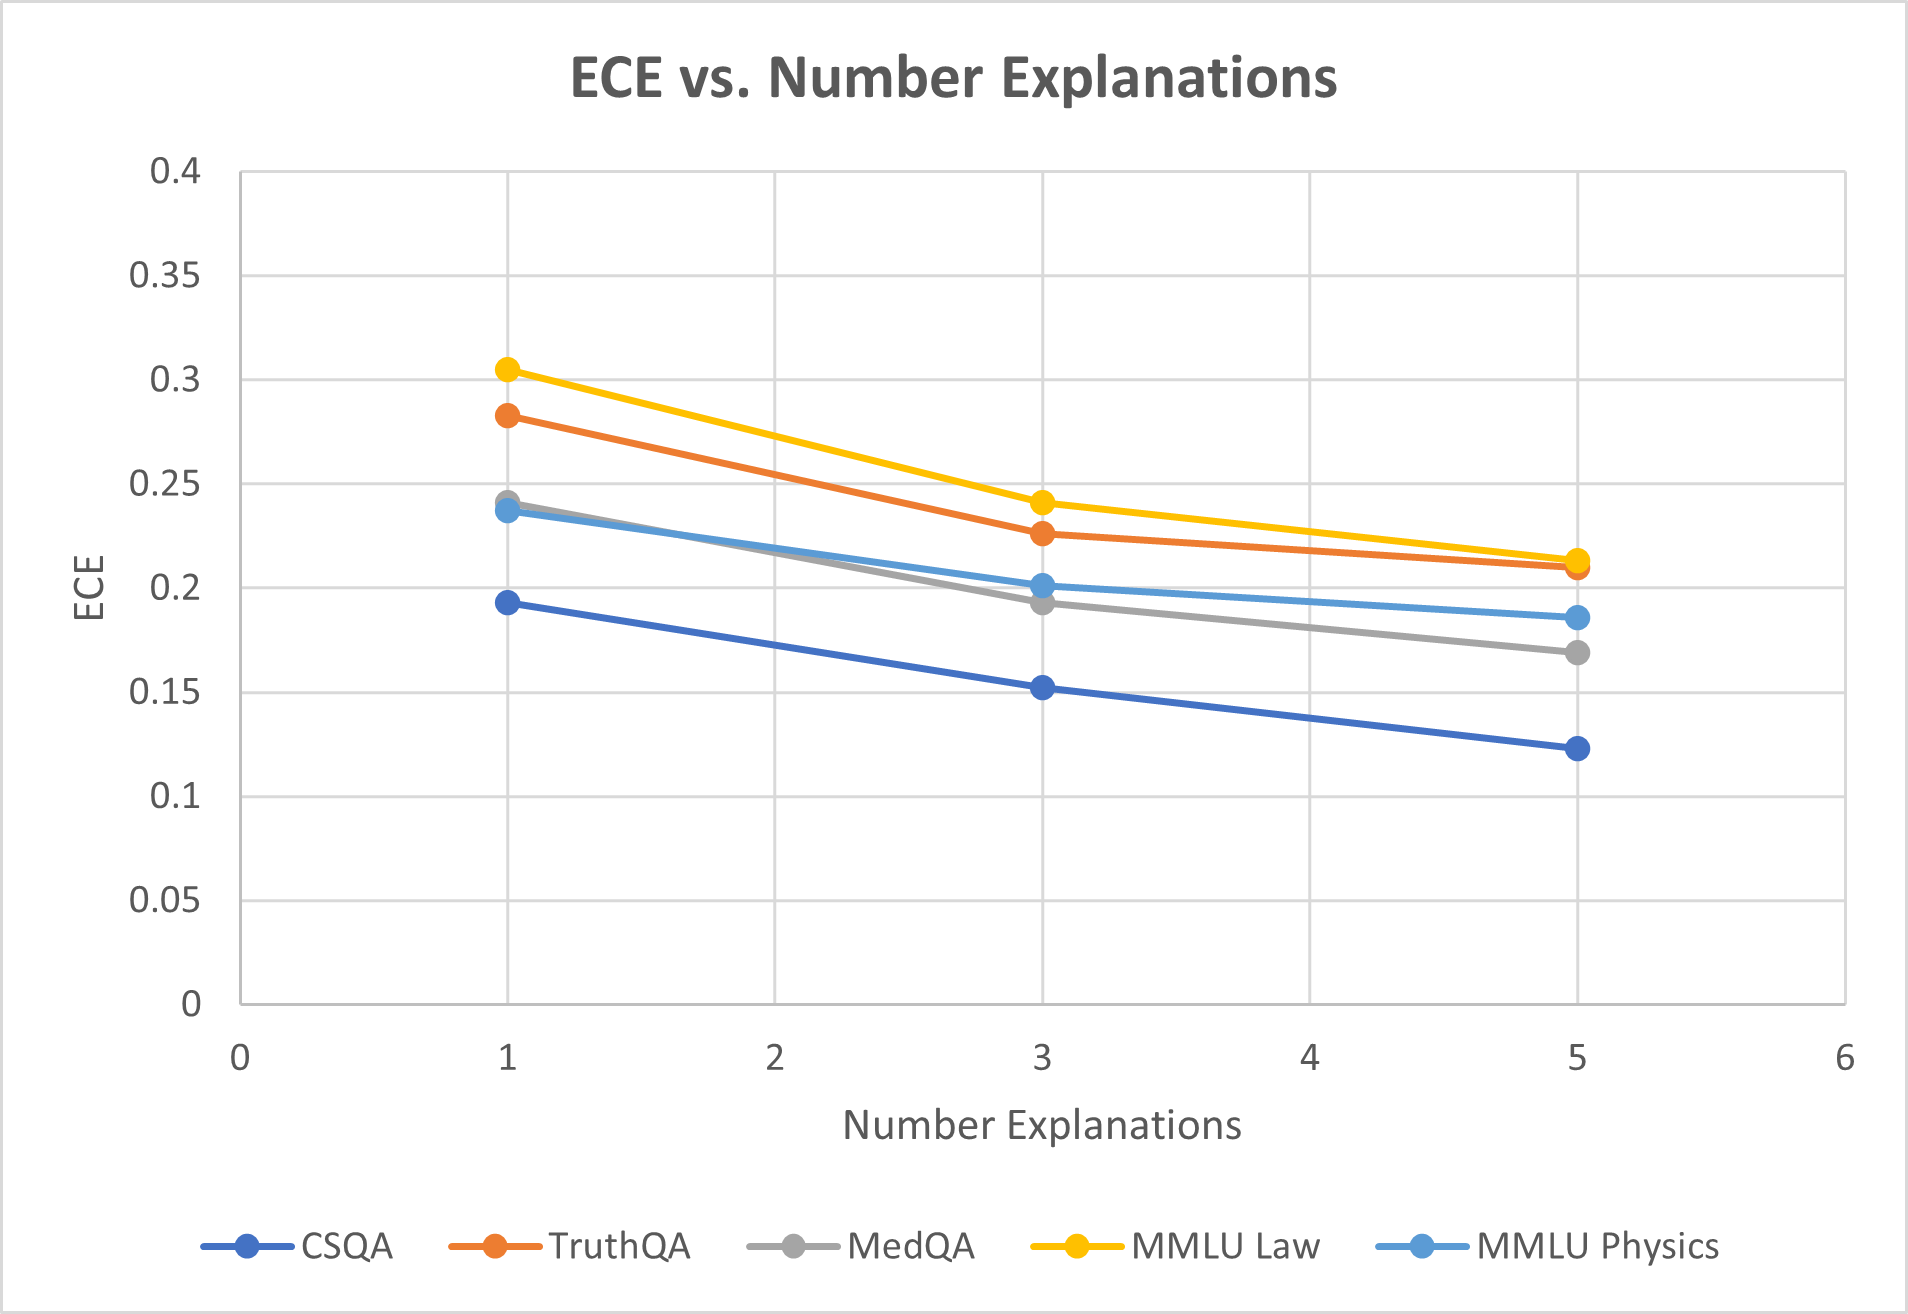 ECE vs. Number Explanations
0.4
0.35
0.3
0.25
0.2
0.15
0.1
0.05
0
ECE
0 1 2 3 4 5 6
Number Explanations
CSQA TruthQA MedQA MMLU Law MMLU Physics